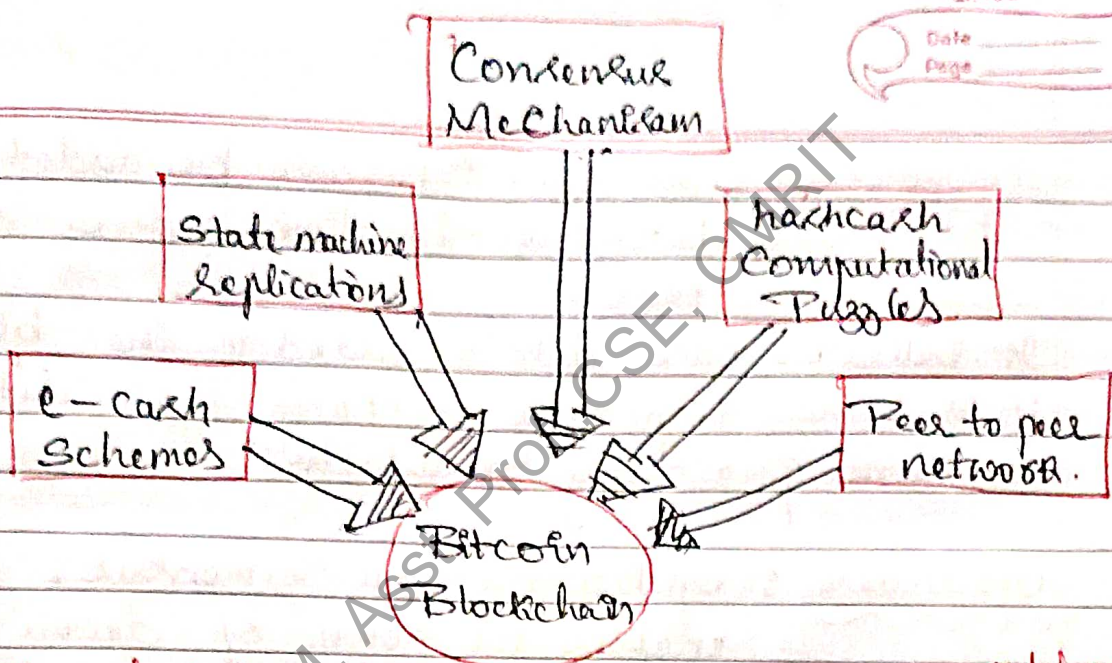 Date
Page
Consensus
Mechanism
State machine
replications
hashcash
Computational
Puzzles.
e-cash
Schemes
Peer to peer
network.
Bitcoin
Blockchain
Asst Prof, CSE, CMRIT